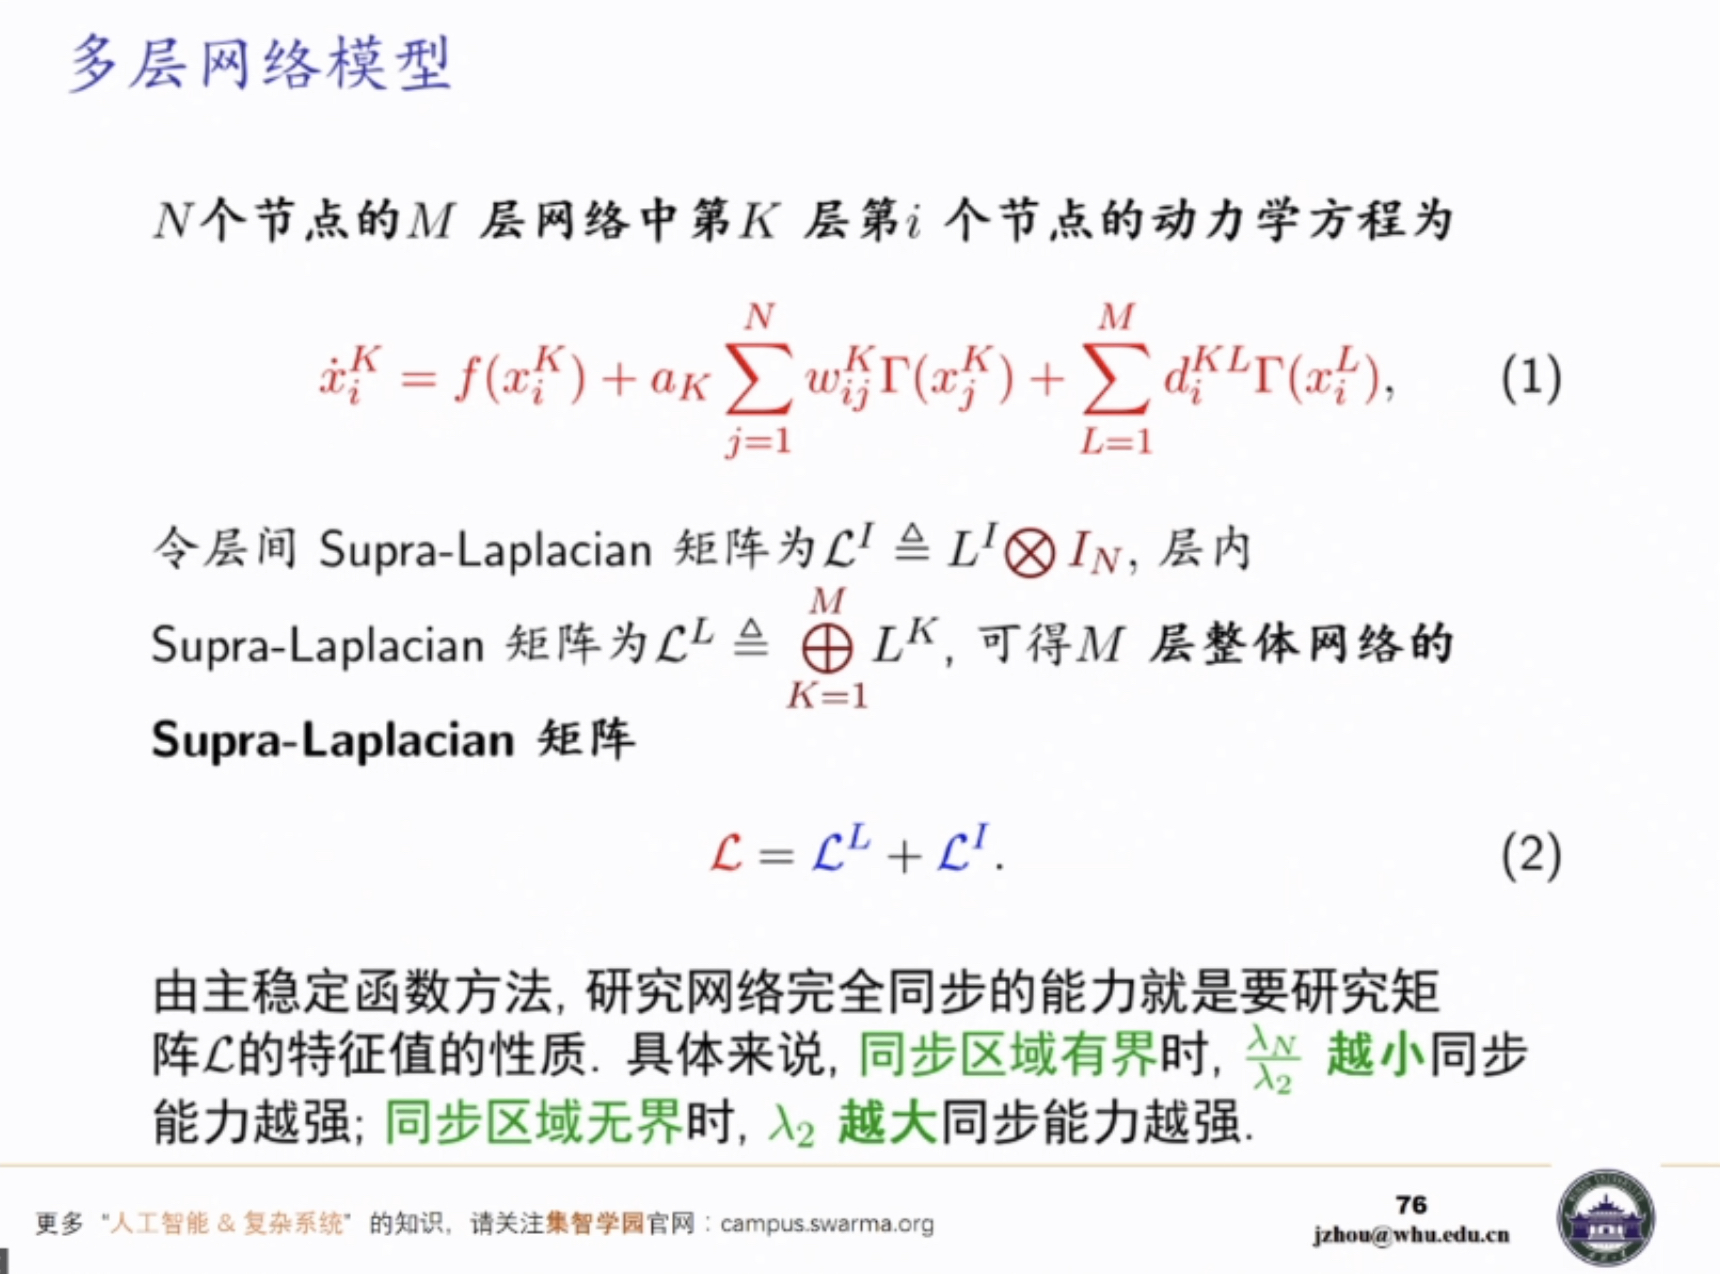 多层网络模型
N个节点的M 层网络中第K 层第i 个节点的动力学方程为
$\dot{x}_i^K = f(x_i^K) + a_K \sum_{j=1}^{N} w_{ij}^K \Gamma(x_j^K) + \sum_{L=1}^{M} d_i^{KL} \Gamma(x_i^L),$ (1)
令层间 Supra-Laplacian 矩阵为$\mathcal{L}^I \triangleq L^I \otimes I_N$, 层内
Supra-Laplacian 矩阵为$\mathcal{L}^L \triangleq \bigoplus_{K=1}^{M} L^K$, 可得M 层整体网络的
Supra-Laplacian 矩阵
$\mathcal{L} = \mathcal{L}^L + \mathcal{L}^I.$ (2)
由主稳定函数方法, 研究网络完全同步的能力就是要研究矩
阵$\mathcal{L}$的特征值的性质. 具体来说, 同步区域有界时, $\frac{\lambda_N}{\lambda_2}$ 越小同步
能力越强; 同步区域无界时, $\lambda_2$ 越大同步能力越强.
更多 "人工智能 & 复杂系统" 的知识, 请关注集智学园官网：campus.swarma.org
76
jzhou@whu.edu.cn